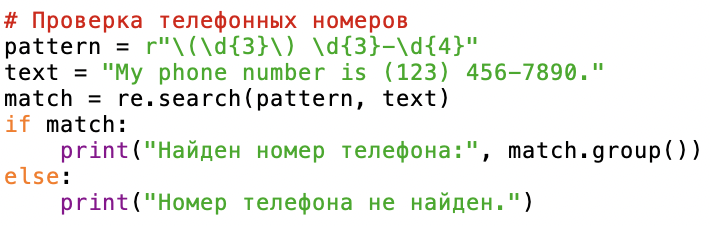 # Проверка телефонных номеров
pattern = r"\(\d{3}\) \d{3}-\d{4}"
text = "My phone number is (123) 456-7890."
match = re.search(pattern, text)
if match:
    print("Найден номер телефона:", match.group())
else:
    print("Номер телефона не найден.")